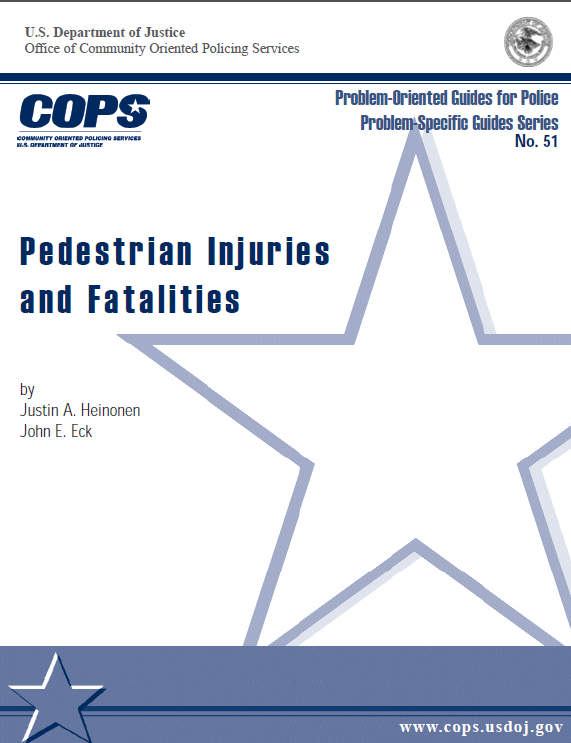 U.S. Department of Justice
Office of Community Oriented Policing Services
COPS
COMMUNITY ORIENTED POLICING SERVICES
U.S. DEPARTMENT OF JUSTICE
Problem-Oriented Guides for Police
Problem-Specific Guides Series
No. 51
Pedestrian Injuries
and Fatalities
by
Justin A. Heinonen
John E. Eck
www.cops.usdoj.gov